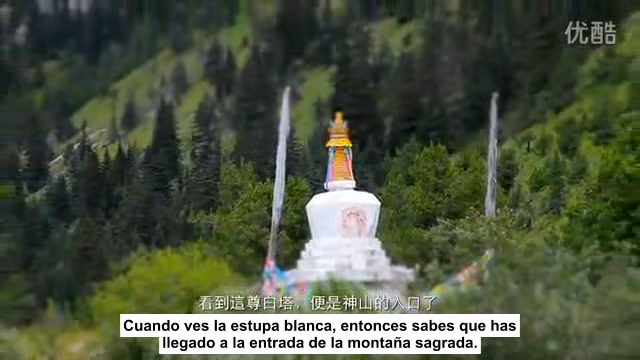 优酷
看到這尊白塔，便是神山的入口了
Cuando ves la estupa blanca, entonces sabes que has
llegado a la entrada de la montaña sagrada.